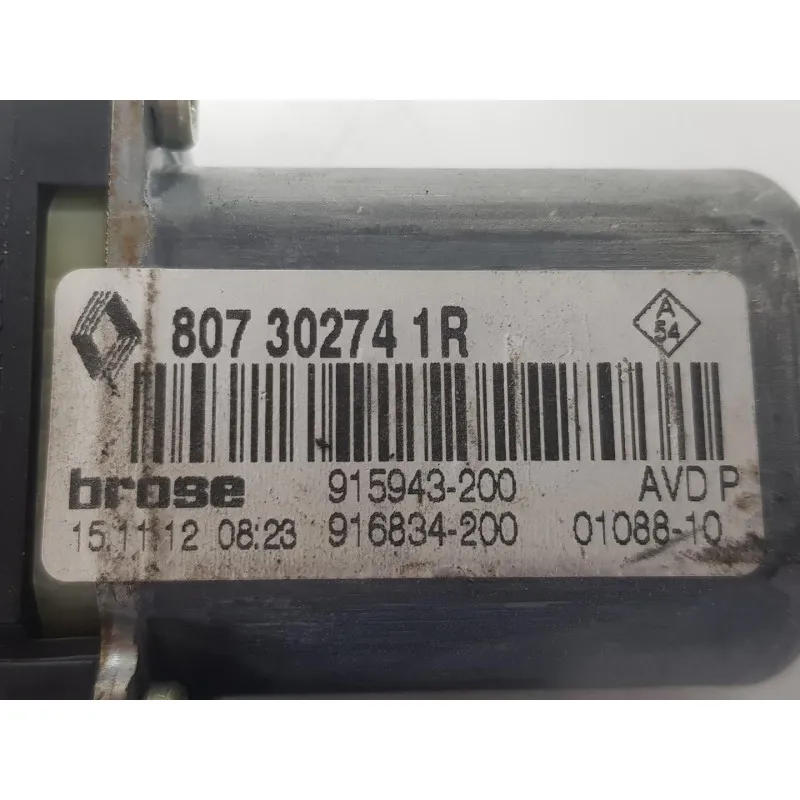 807 30274 1R
A
54
brose 915943-200 AVD P
15.11.12 08:23 916834-200 01088-10